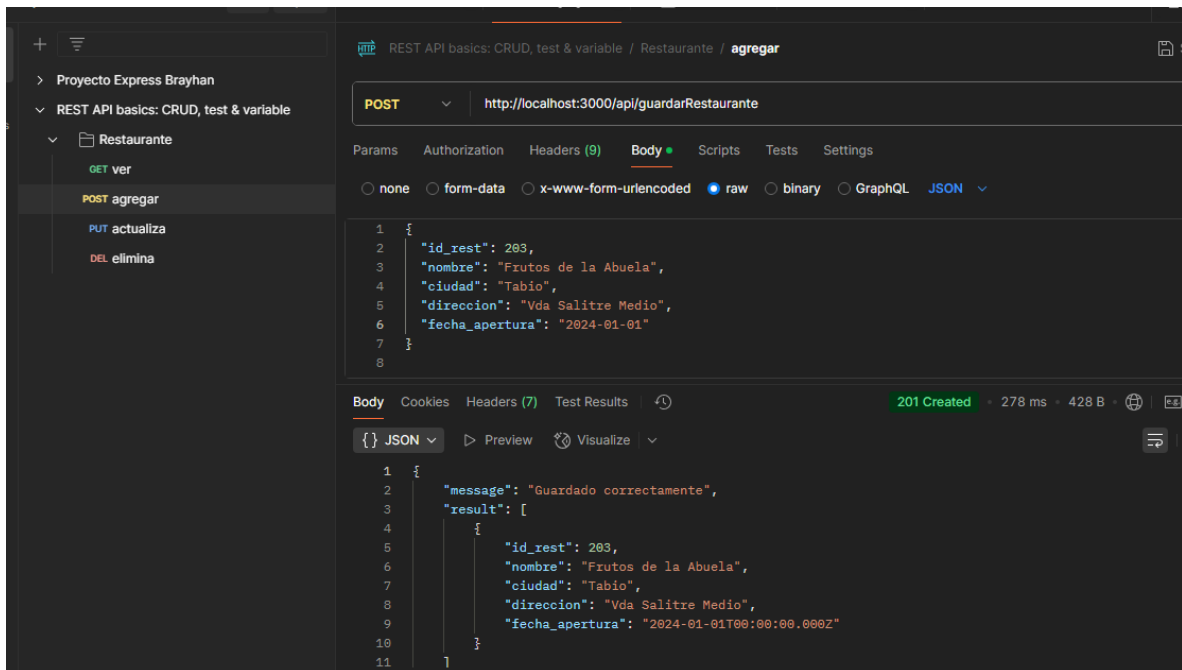 REST API basics: CRUD, test & variable / Restaurante / agregar
Proyecto Express Brayhan
REST API basics: CRUD, test & variable
Restaurante
GET ver
POST agregar
PUT actualiza
DEL elimina
HTTP
POST http://localhost:3000/api/guardarRestaurante
Params Authorization Headers (9) Body Scripts Tests Settings
none form-data x-www-form-urlencoded raw binary GraphQL JSON
1 {
2 "id_rest": 203,
3 "nombre": "Frutos de la Abuela",
4 "ciudad": "Tabio",
5 "direccion": "Vda Salitre Medio",
6 "fecha_apertura": "2024-01-01"
7 }
8
Body Cookies Headers (7) Test Results 201 Created 278 ms 428 B e.g.
{} JSON Preview Visualize
1 {
2 "message": "Guardado correctamente",
3 "result": [
4 {
5 "id_rest": 203,
6 "nombre": "Frutos de la Abuela",
7 "ciudad": "Tabio",
8 "direccion": "Vda Salitre Medio",
9 "fecha_apertura": "2024-01-01T00:00:00.000Z"
10 }
11 ]